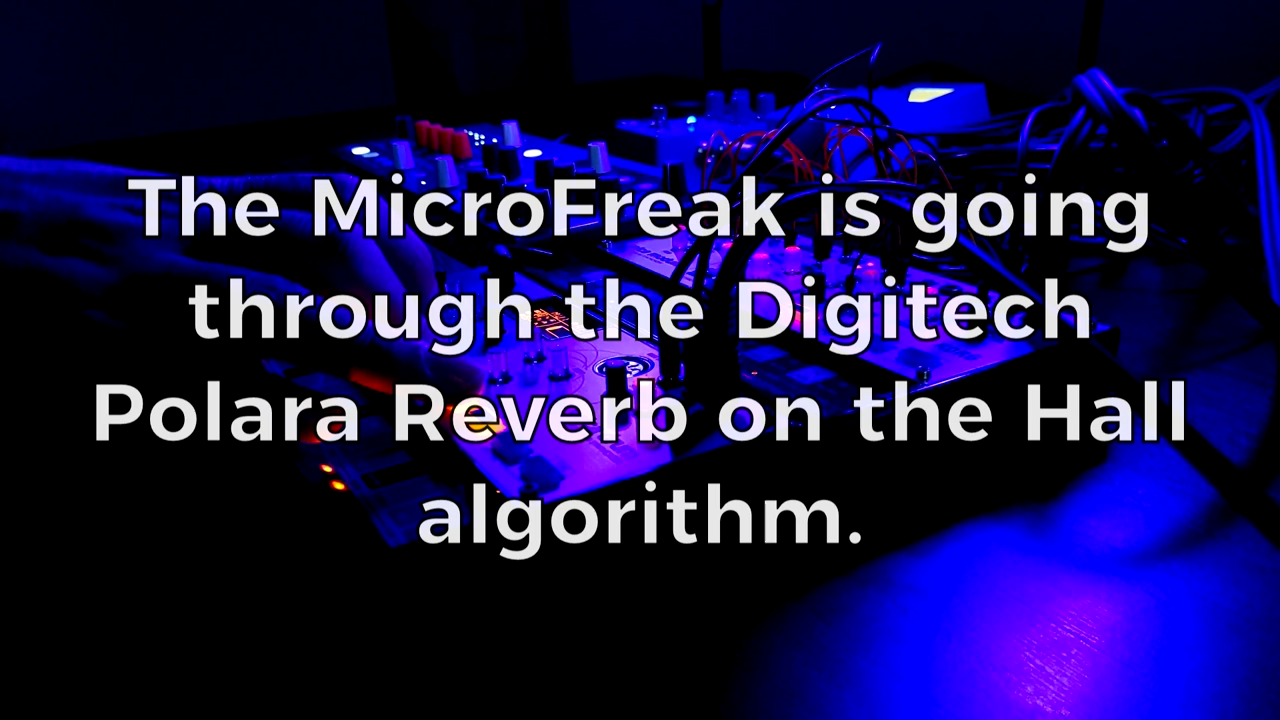 The MicroFreak is going
through the Digitech
Polara Reverb on the Hall
algorithm.